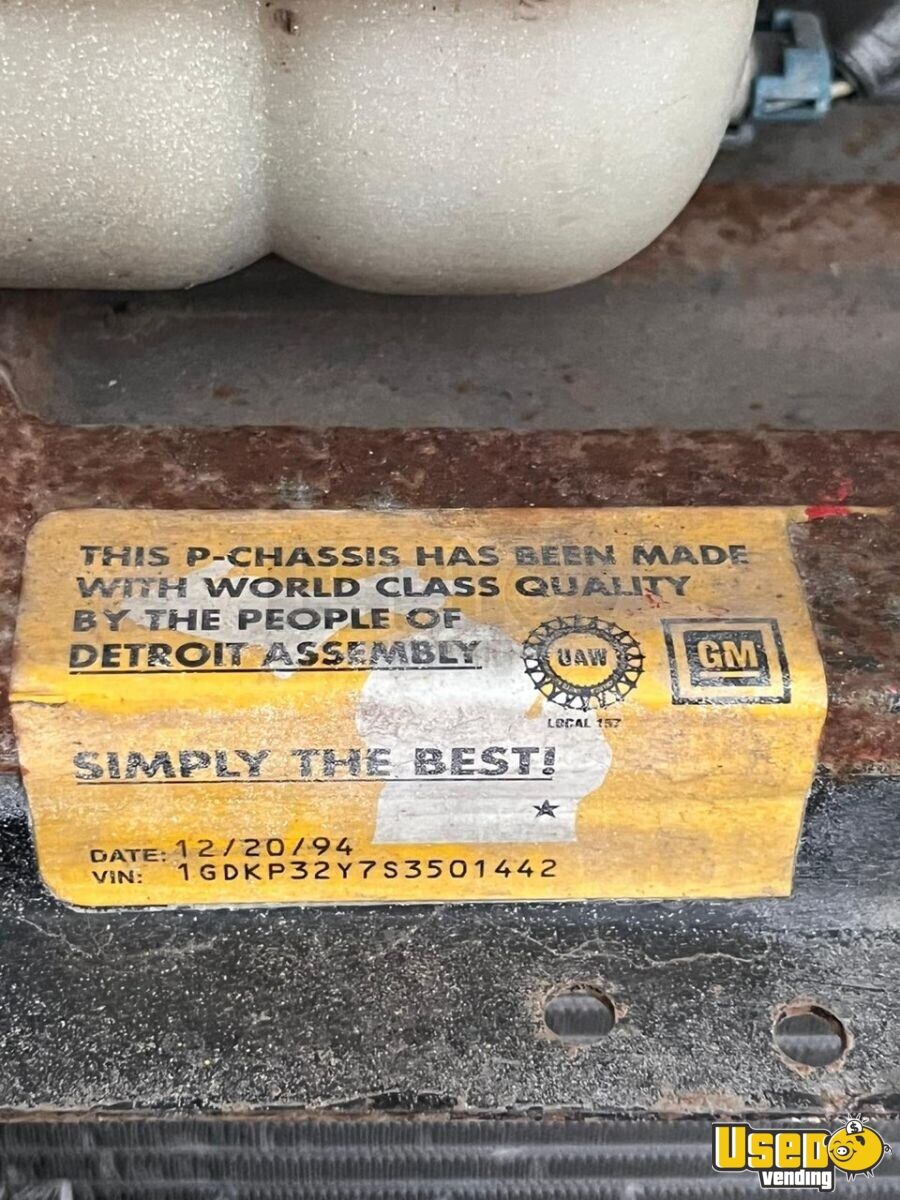 THIS P-CHASSIS HAS BEEN MADE
WITH WORLD CLASS QUALITY
BY THE PEOPLE OF
DETROIT ASSEMBLY
UAW
LOCAL 157
GM
SIMPLY THE BEST!
DATE: 12/20/94
VIN: 1GDKP32Y7S3501442
Used
vending